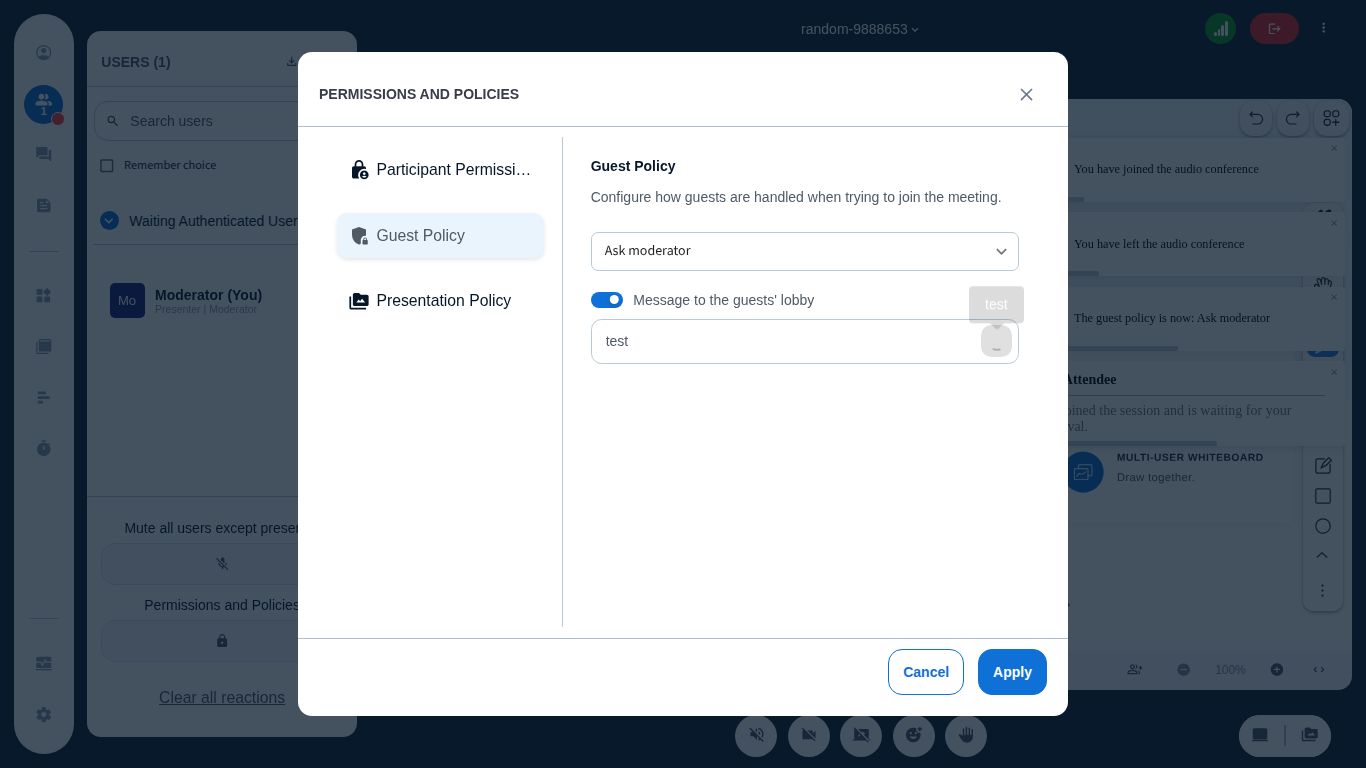 random-9888653
USERS (1)
1
Search users
Remember choice
Waiting Authenticated User
Mo
Moderator (You)
Presenter | Moderator
Mute all users except presen
Permissions and Policies
Clear all reactions
PERMISSIONS AND POLICIES
Participant Permissi…
Guest Policy
Presentation Policy
Guest Policy
Configure how guests are handled when trying to join the meeting.
Ask moderator
Message to the guests' lobby
test
test
Cancel
Apply
You have joined the audio conference
You have left the audio conference
The guest policy is now: Ask moderator
Attendee
oined the session and is waiting for your
val.
MULTI-USER WHITEBOARD
Draw together.
100%